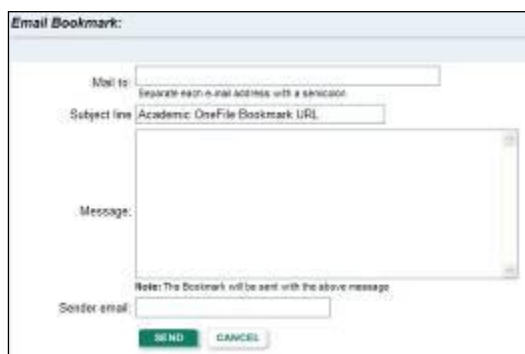 Email Bookmark:
Mail to:
Separate each e-mail address with a semicolon
Subject line Academic OneFile Bookmark URL
Message:
Note: The Bookmark will be sent with the above message
Sender email:
SEND CANCEL